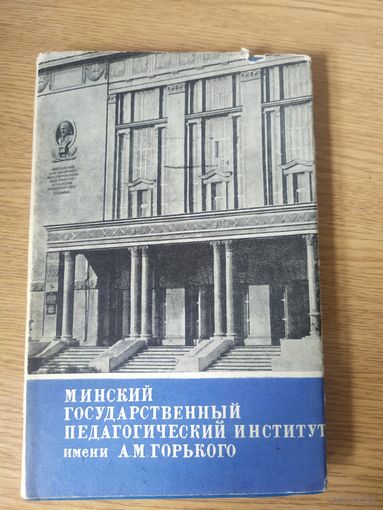 МИНСКИЙ
ГОСУДАРСТВЕННЫЙ
ПЕДАГОГИЧЕСКИЙ ИНСТИТУТ
имени А.М.ГОРЬКОГО